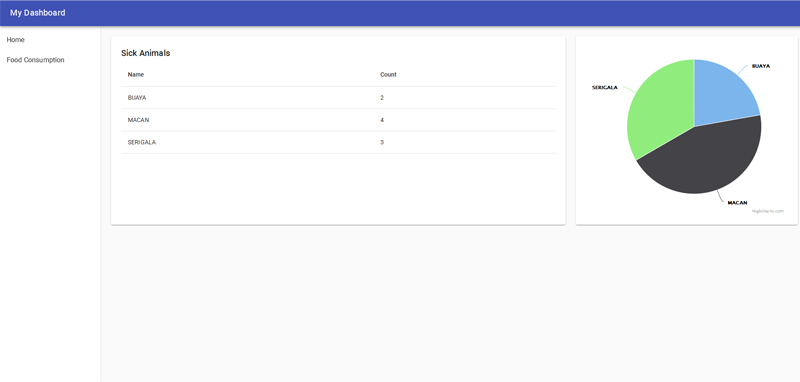 My Dashboard
Home
Food Consumption
Sick Animals
Name Count
BUAYA 2
MACAN 4
SERIGALA 3
BUAYA
SERIGALA
MACAN
Highcharts.com